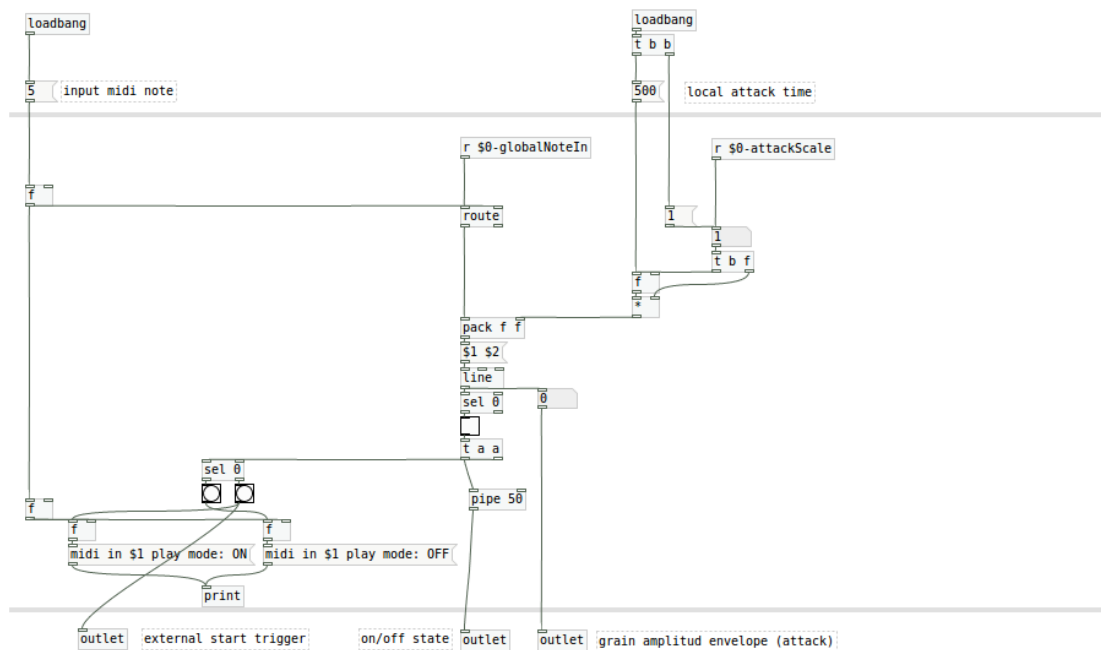 loadbang
loadbang
t b b
5
input midi note
500
local attack time
r $0-globalNoteIn
r $0-attackScale
f
route
1
1
t b f
f
*
pack f f
$1 $2
line
sel 0
0
t a a
sel 0
pipe 50
f
f
f
midi in $1 play mode: ON
midi in $1 play mode: OFF
print
outlet
external start trigger
on/off state
outlet
outlet
grain amplitud envelope (attack)